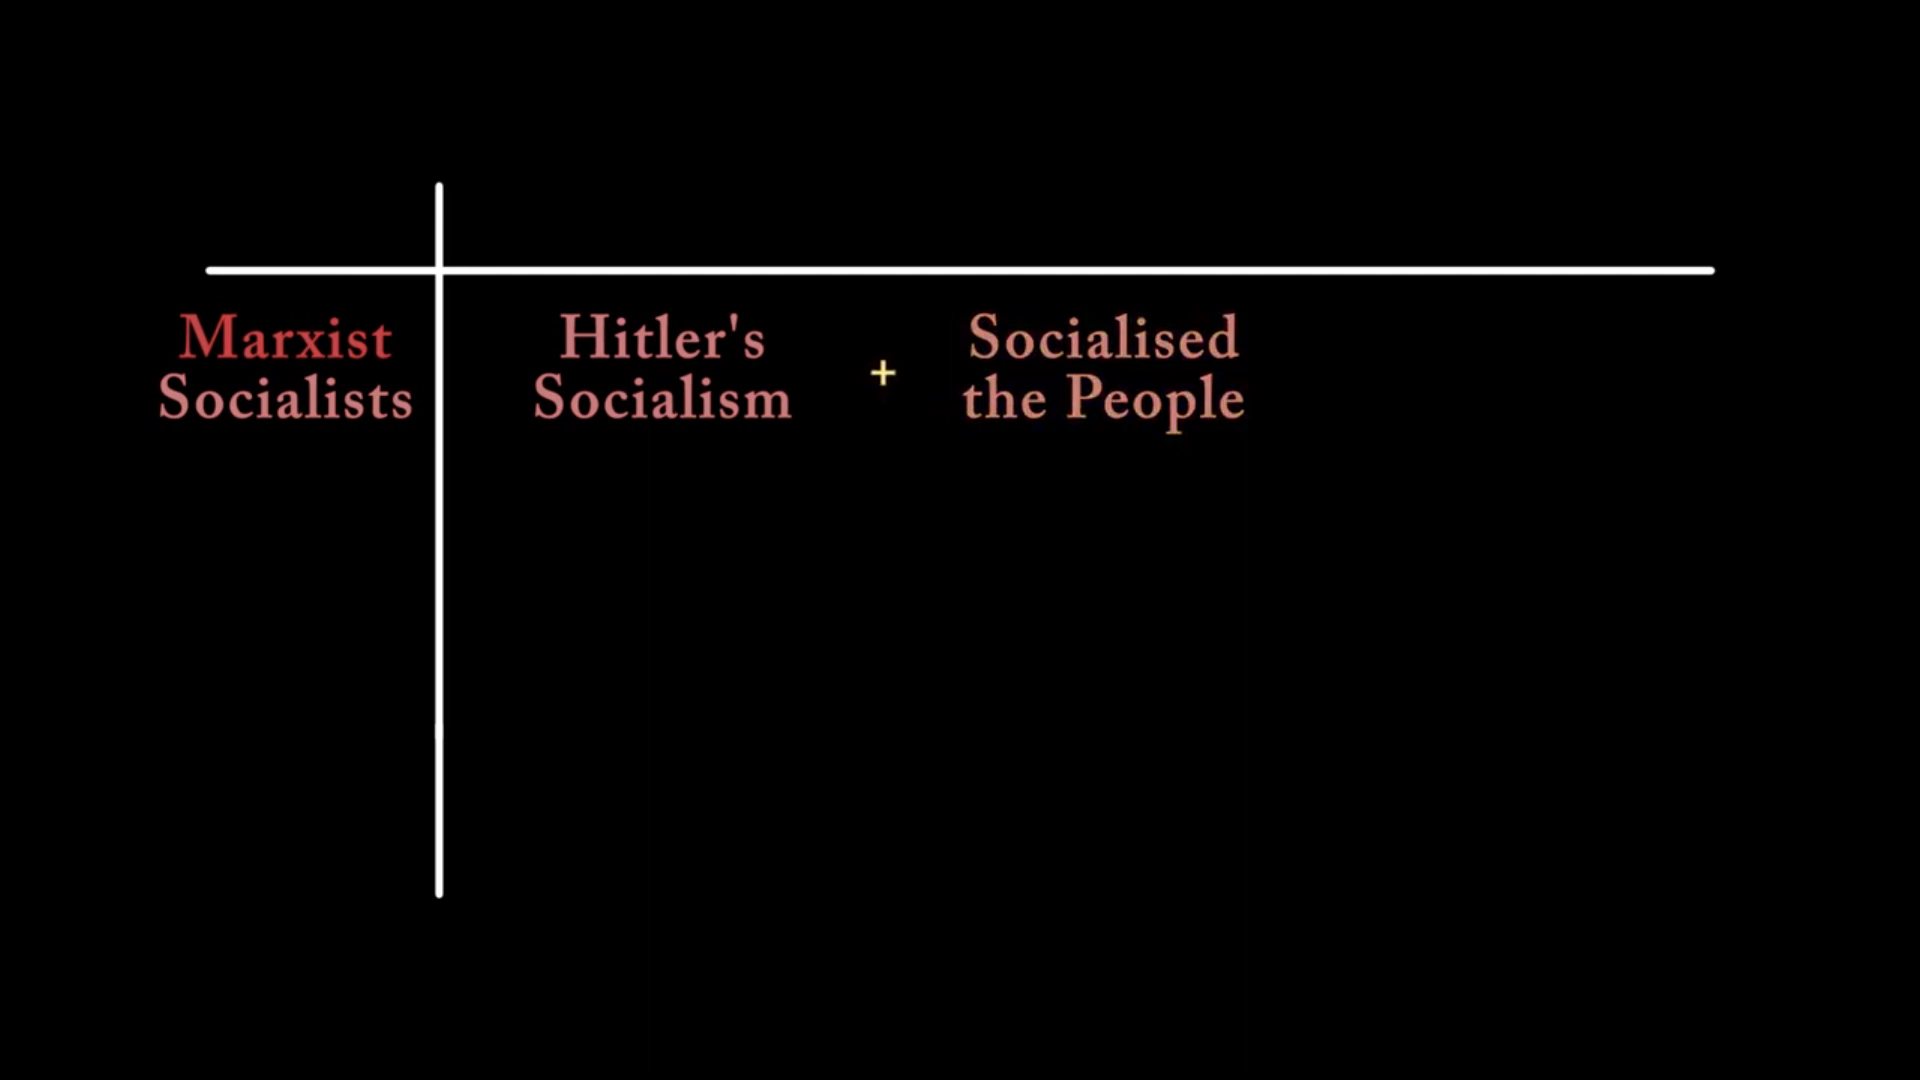 Marxist
Socialists
Hitler's
Socialism
+
Socialised
the People